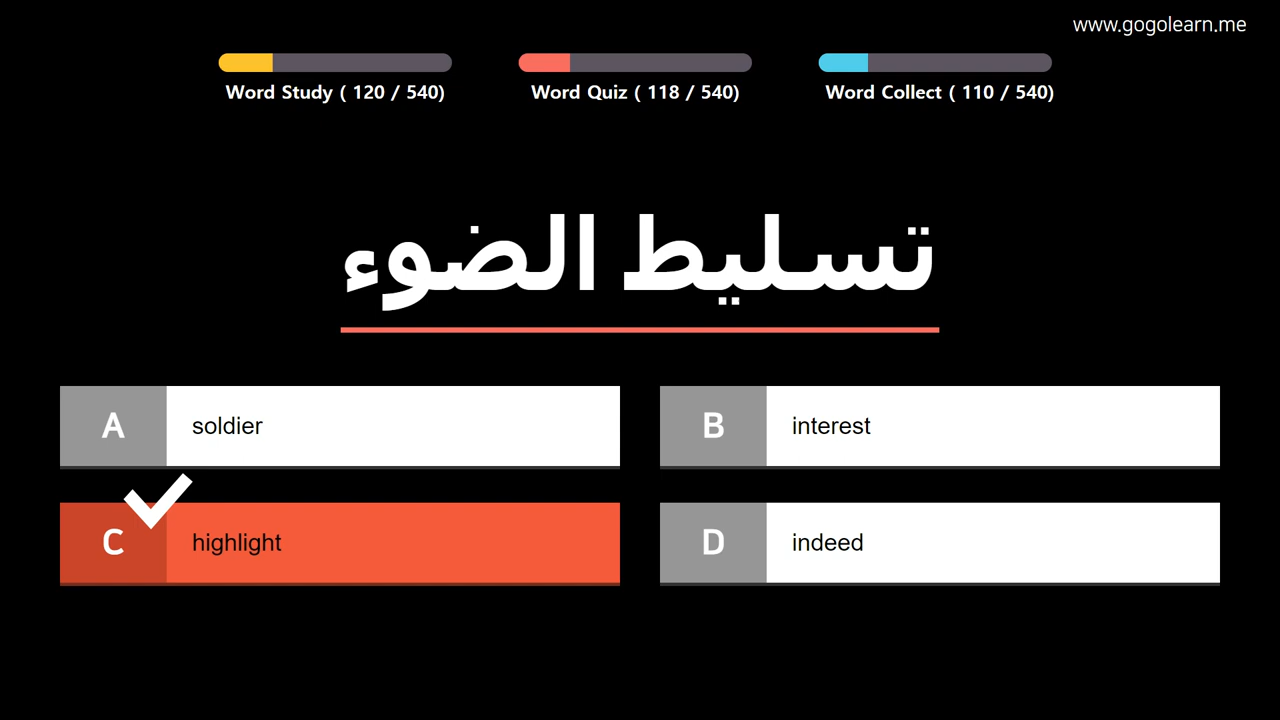 www.gogolearn.me
Word Study ( 120 / 540)
Word Quiz ( 118 / 540)
Word Collect ( 110 / 540)
تسليط الضوء
A soldier
B interest
C highlight
D indeed